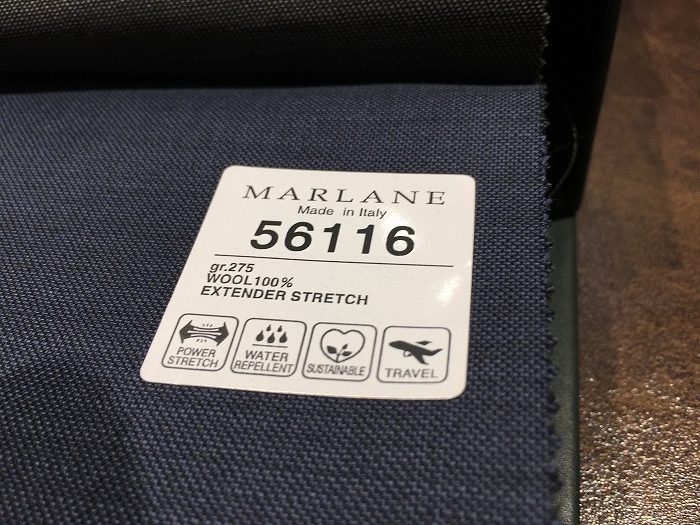 MARLANE
Made in Italy
56116
gr.275
WOOL100%
EXTENDER STRETCH
POWER
STRETCH
WATER
REPELLENT
SUSTAINABLE
TRAVEL